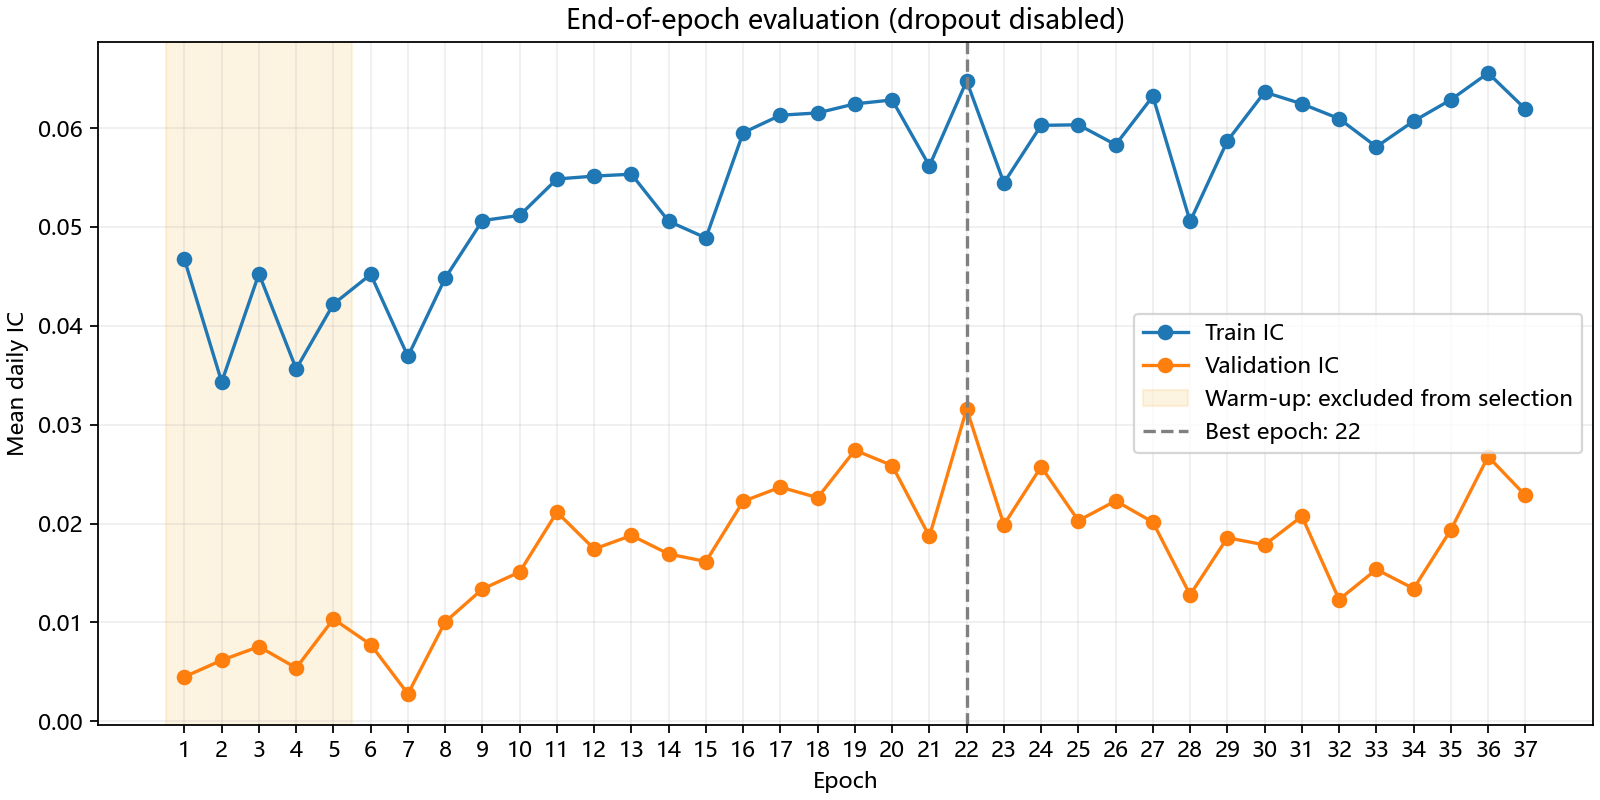 End-of-epoch evaluation (dropout disabled)
Mean daily IC
0.06
0.05
0.04
0.03
0.02
0.01
0.00
Train IC
Validation IC
Warm-up: excluded from selection
Best epoch: 22
1 2 3 4 5 6 7 8 9 10 11 12 13 14 15 16 17 18 19 20 21 22 23 24 25 26 27 28 29 30 31 32 33 34 35 36 37
Epoch